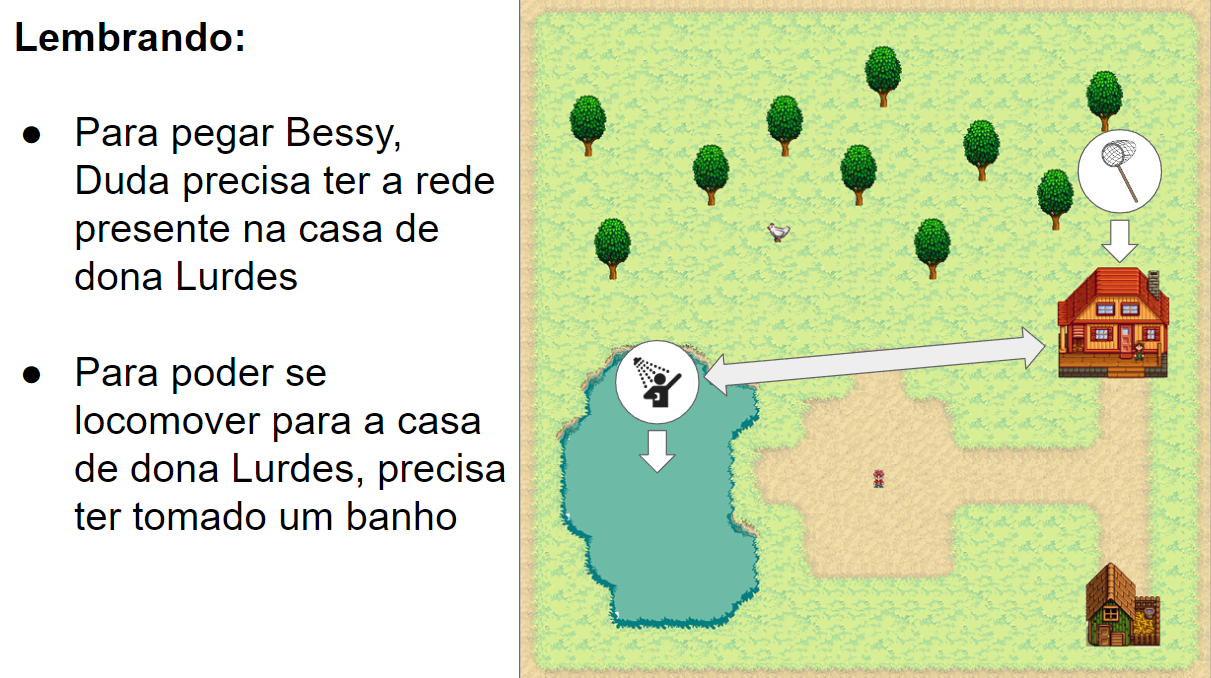 Lembrando:
● Para pegar Bessy,
Duda precisa ter a rede
presente na casa de
dona Lurdes
● Para poder se
locomover para a casa
de dona Lurdes, precisa
ter tomado um banho